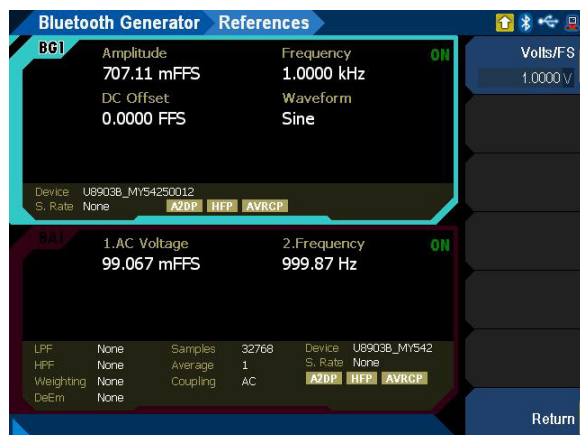 Bluetooth Generator References
BG1
Amplitude Frequency ON
707.11 mFFS 1.0000 kHz
DC Offset Waveform
0.0000 FFS Sine
Device U8903B_MY54250012
S. Rate None A2DP HFP AVRCP
BA1
1.AC Voltage 2.Frequency ON
99.067 mFFS 999.87 Hz
LPF None Samples 32768 Device U8903B_MY542
HPF None Average 1 S. Rate None
Weighting None Coupling AC A2DP HFP AVRCP
DeEm None
Volts/FS
1.0000 V
Return